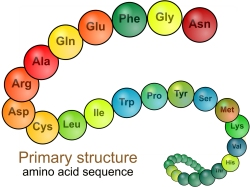 Asn
Gly
Phe
Glu
Gln
Ala
Arg
Asp
Cys
Leu
Ile
Trp
Pro
Tyr
Ser
Met
Lys
Val
His
Primary structure
amino acid sequence